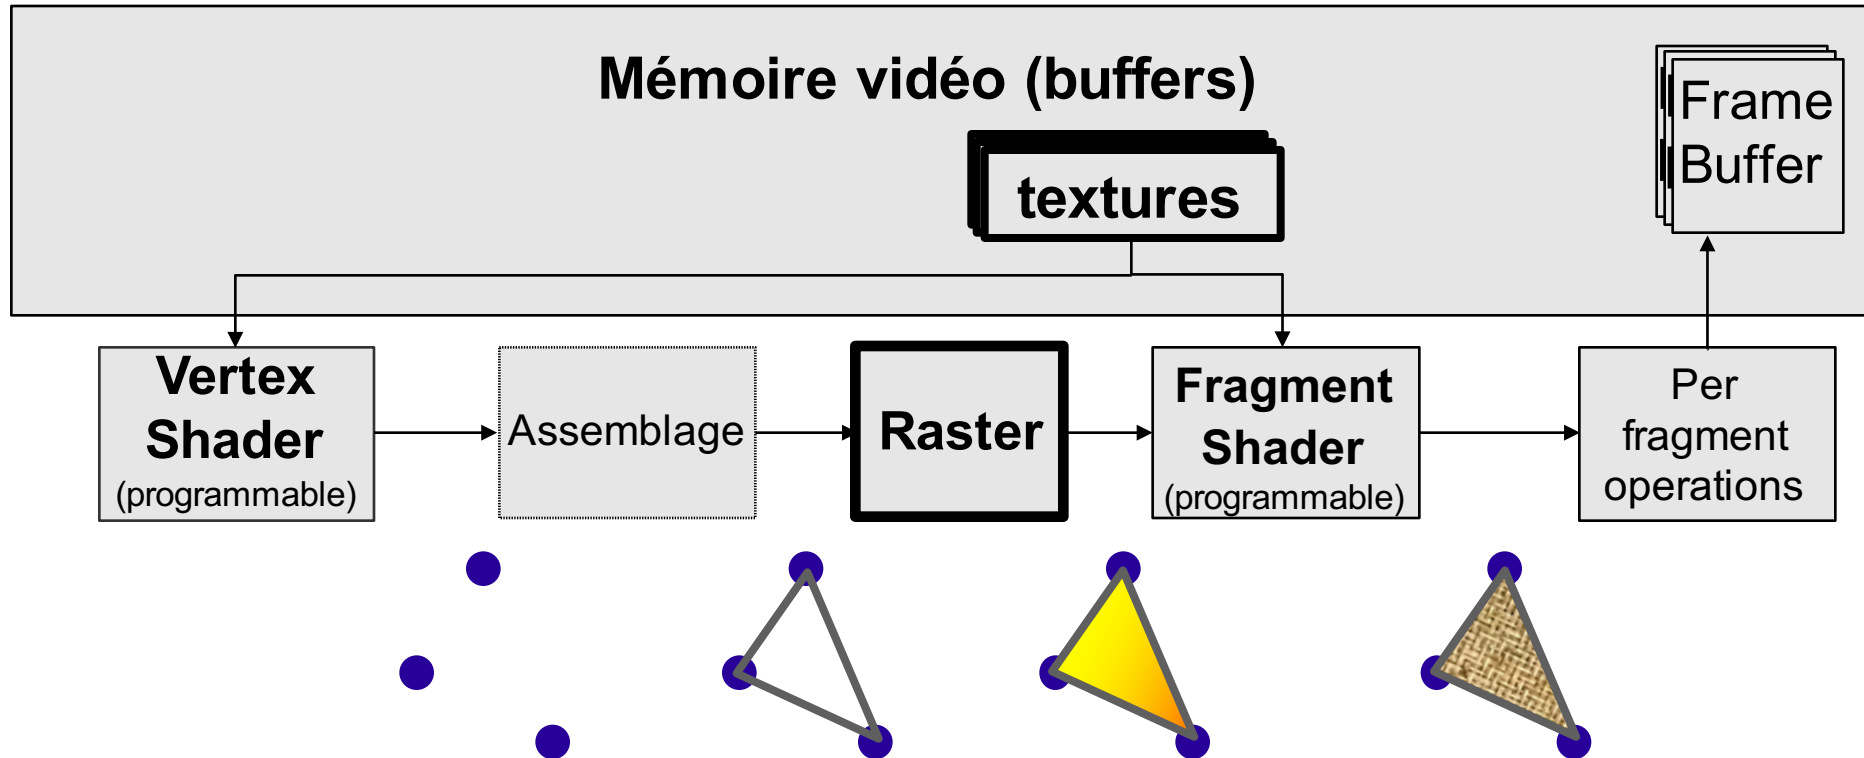 Mémoire vidéo (buffers)
Frame
Buffer
textures
Vertex
Shader
(programmable)
Assemblage
Raster
Fragment
Shader
(programmable)
Per
fragment
operations